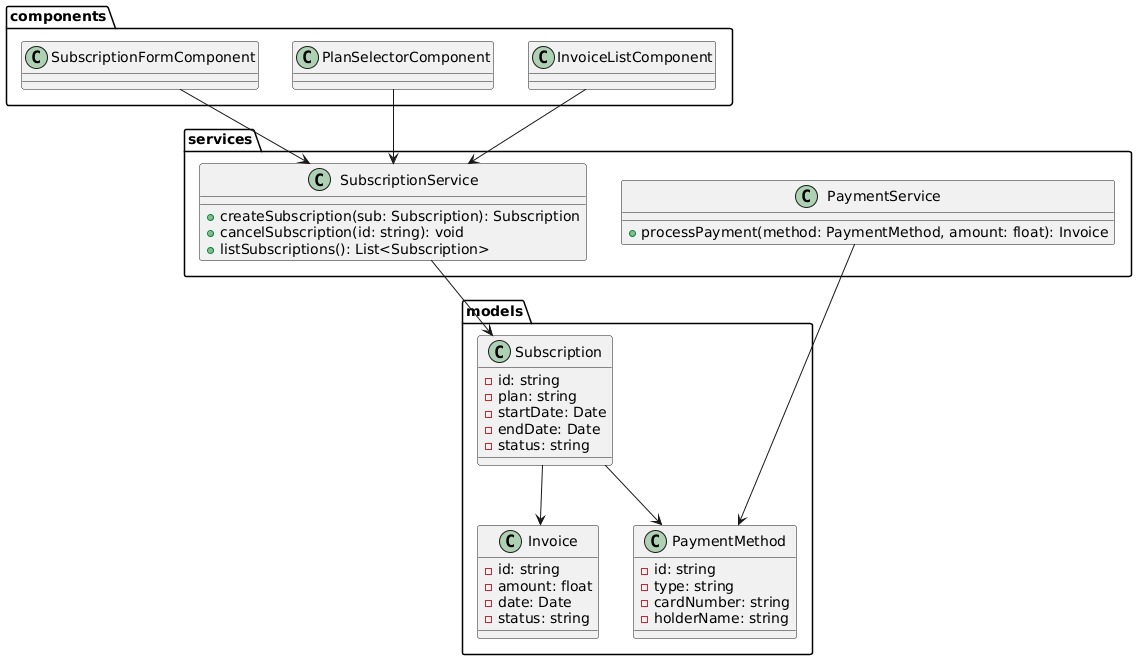 components
C SubscriptionFormComponent
C PlanSelectorComponent
C InvoiceListComponent
services
C SubscriptionService
createSubscription(sub: Subscription): Subscription
cancelSubscription(id: string): void
listSubscriptions(): List<Subscription>
C PaymentService
processPayment(method: PaymentMethod, amount: float): Invoice
models
C Subscription
id: string
plan: string
startDate: Date
endDate: Date
status: string
C Invoice
id: string
amount: float
date: Date
status: string
C PaymentMethod
id: string
type: string
cardNumber: string
holderName: string